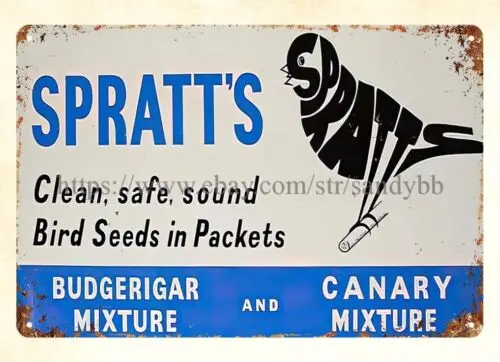 SPRATT'S
SPRATTS
Clean, safe, sound
https://www.ebay.com/str/sandybb
Bird Seeds in Packets
BUDGERIGAR
MIXTURE
AND
CANARY
MIXTURE